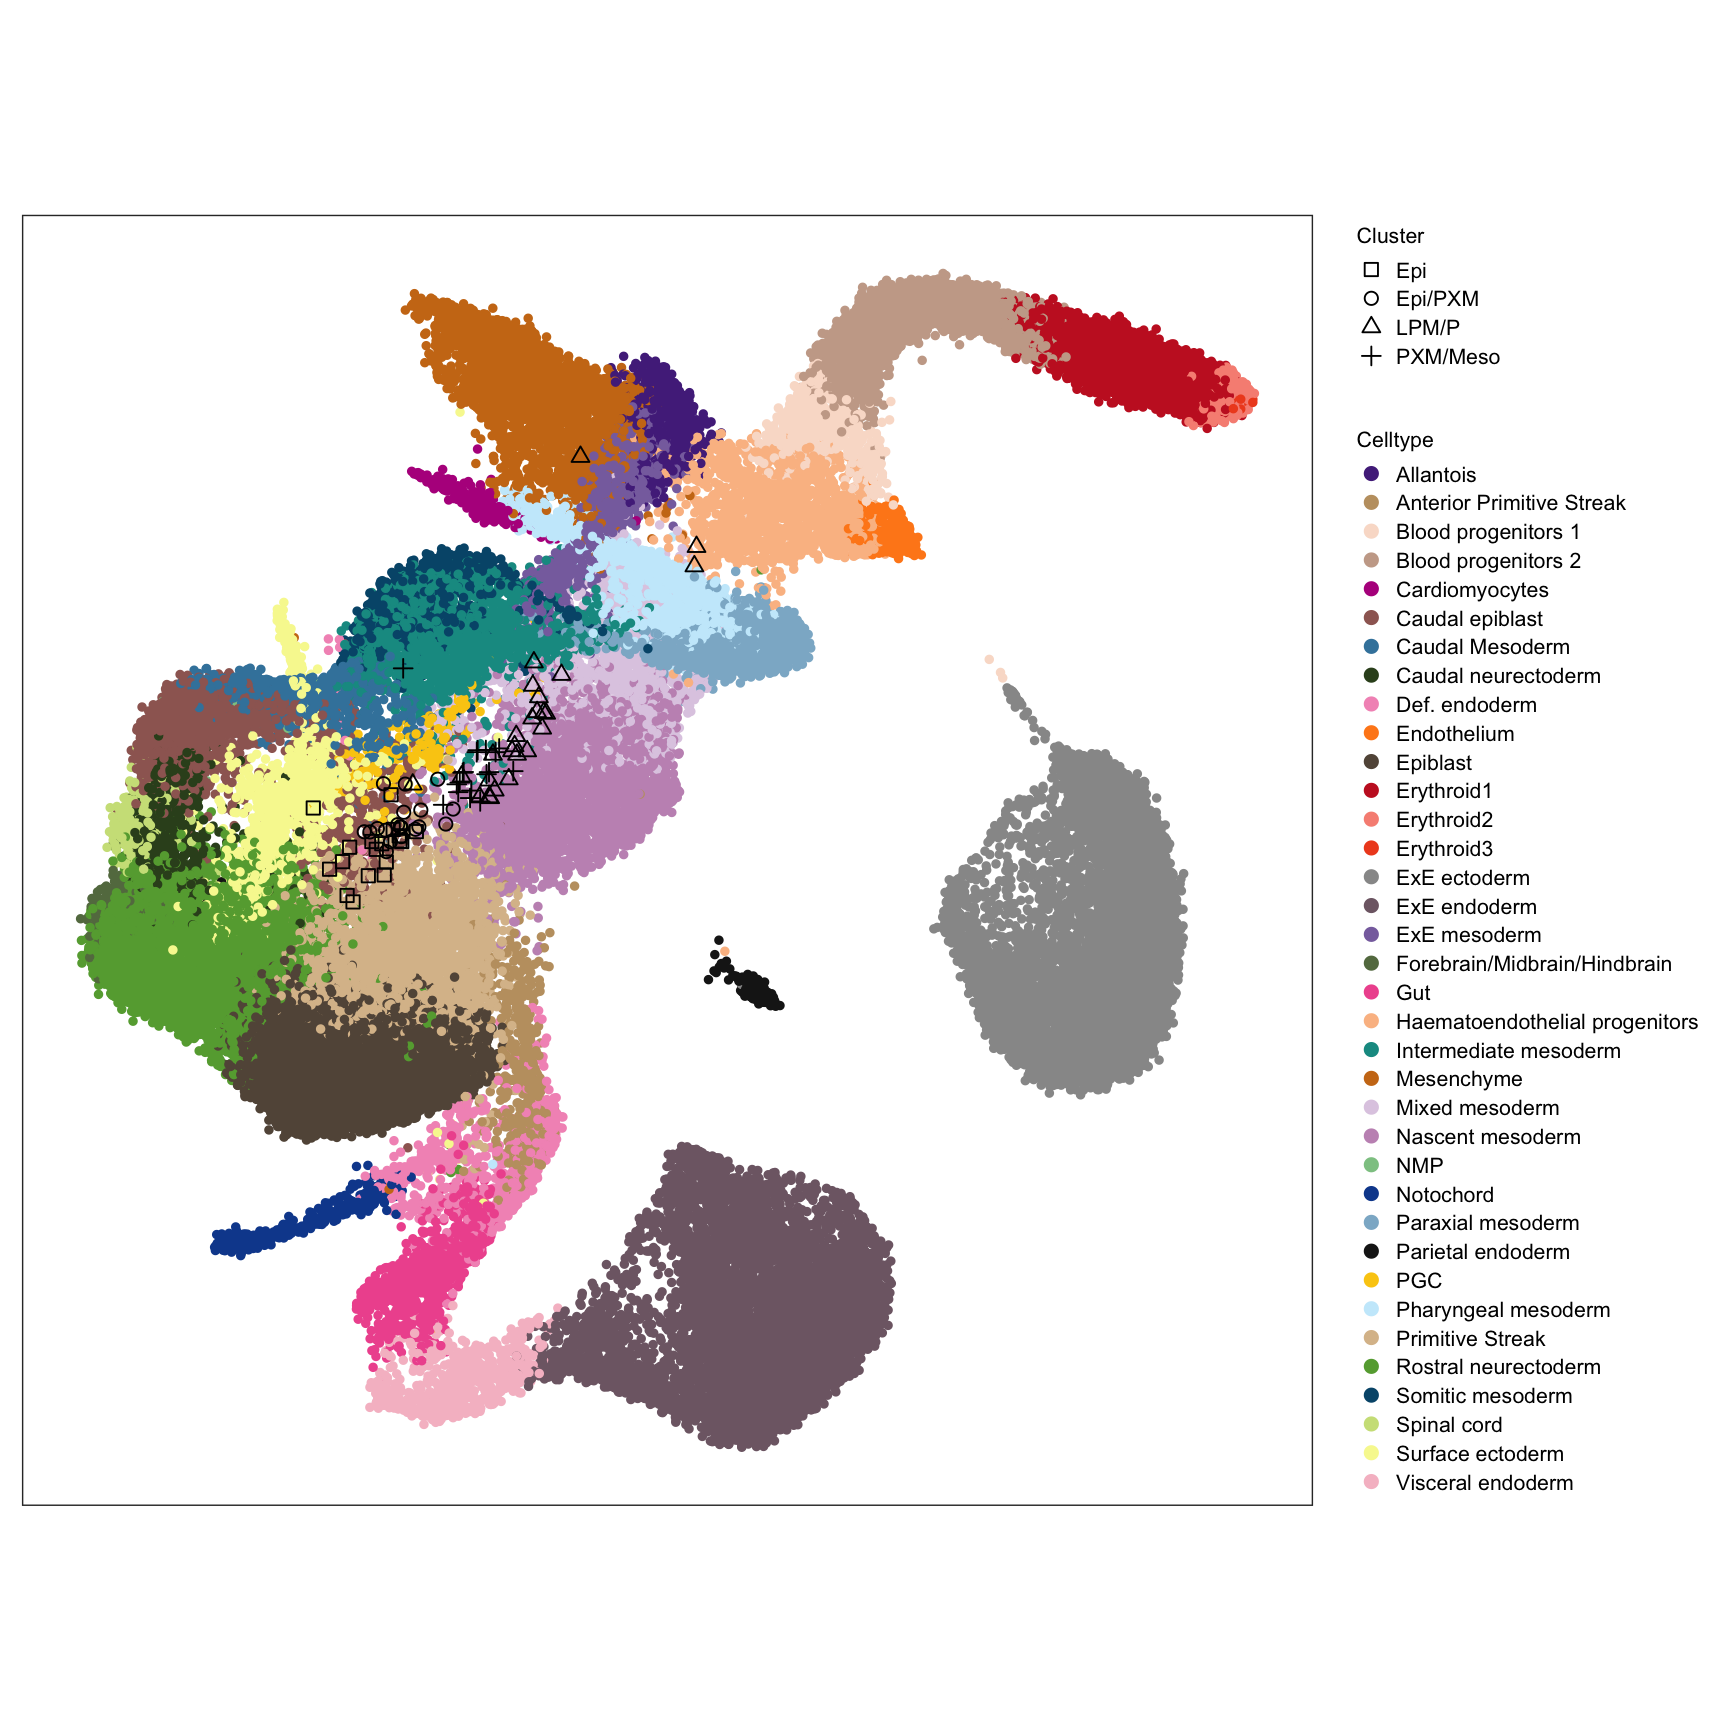 Cluster
Epi
Epi/PXM
LPM/P
PXM/Meso
Celltype
Allantois
Anterior Primitive Streak
Blood progenitors 1
Blood progenitors 2
Cardiomyocytes
Caudal epiblast
Caudal Mesoderm
Caudal neurectoderm
Def. endoderm
Endothelium
Epiblast
Erythroid1
Erythroid2
Erythroid3
ExE ectoderm
ExE endoderm
ExE mesoderm
Forebrain/Midbrain/Hindbrain
Gut
Haematoendothelial progenitors
Intermediate mesoderm
Mesenchyme
Mixed mesoderm
Nascent mesoderm
NMP
Notochord
Paraxial mesoderm
Parietal endoderm
PGC
Pharyngeal mesoderm
Primitive Streak
Rostral neurectoderm
Somitic mesoderm
Spinal cord
Surface ectoderm
Visceral endoderm